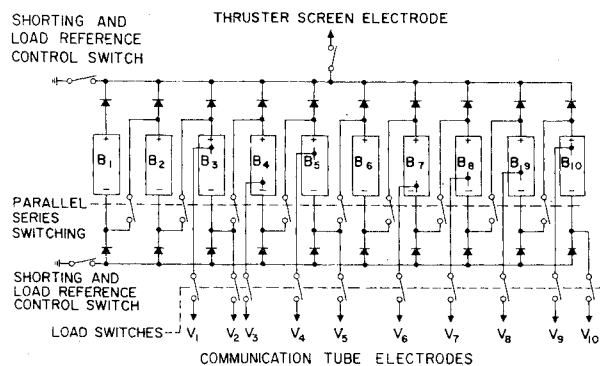 THRUSTER SCREEN ELECTRODE
SHORTING AND
LOAD REFERENCE
CONTROL SWITCH
+ + + + + + + + + +
B1 B2 B3 B4 B5 B6 B7 B8 B19 B10
− − − − − − − − − −
PARALLEL
SERIES
SWITCHING
SHORTING AND
LOAD REFERENCE
CONTROL SWITCH
LOAD SWITCHES
V1 V2 V3 V4 V5 V6 V7 V8 V9 V10
COMMUNICATION TUBE ELECTRODES